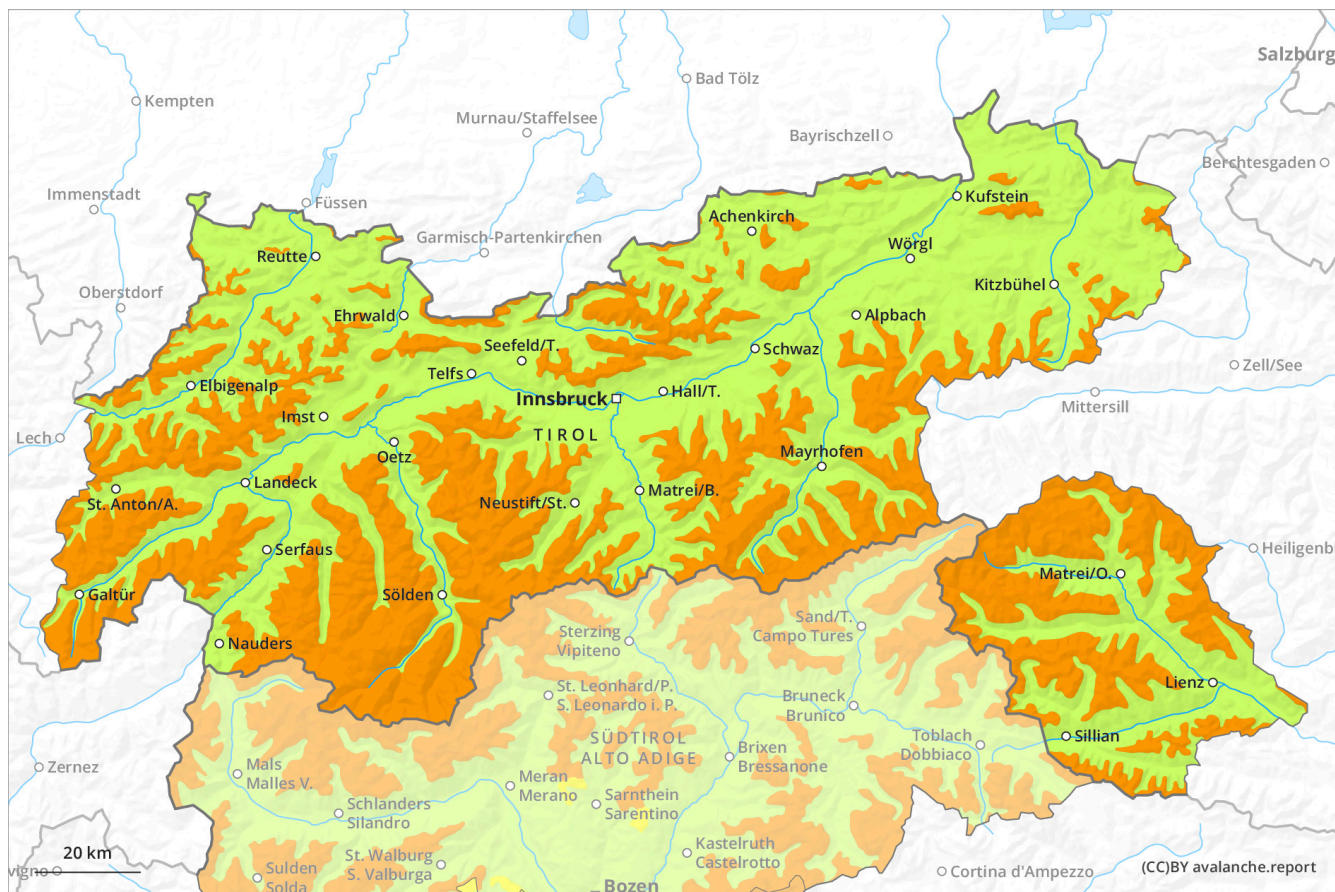 Salzburg
Kempten
Bad Tölz
Murnau/Staffelsee
Bayrischzell
Berchtesgaden
Immenstadt
Füssen
Kufstein
Achenkirch
Garmisch-Partenkirchen
Wörgl
Reutte
Kitzbühel
Oberstdorf
Ehrwald
Alpbach
Seefeld/T.
Schwaz
Zell/See
Telfs
Elbigenalp
Hall/T.
Innsbruck
Mittersill
Imst
Lech
TIROL
Oetz
Mayrhofen
Landeck
Matrei/B.
St. Anton/A.
Neustift/St.
Serfaus
Heiligenb
Matrei/O.
Galtür
Sölden
Sand/T.
Campo Tures
Sterzing
Vipiteno
Nauders
Lienz
St. Leonhard/P.
S. Leonardo i. P.
Bruneck
Brunico
SÜDTIROL
ALTO ADIGE
Toblach
Dobbiaco
Sillian
Brixen
Bressanone
Zernez
Mals
Malles V.
Meran
Merano
Sarnthein
Sarentino
Schlanders
Silandro
Kastelruth
Castelrotto
20 km
vigno
St. Walburg
S. Valburga
Sulden
Solda
Cortina d'Ampezzo
(CC)BY avalanche.report
Bozen